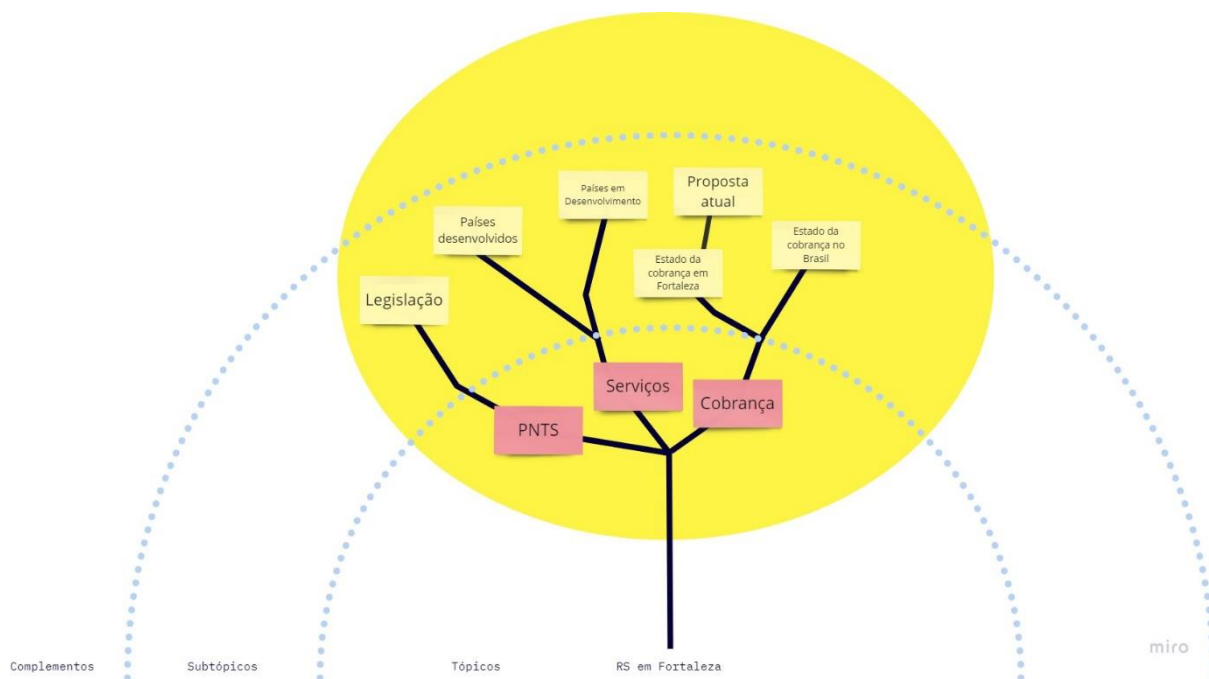 Países em
Desenvolvimento
Proposta
atual
Países
desenvolvidos
Estado da
cobrança no
Brasil
Estado da
cobrança em
Fortaleza
Legislação
Serviços
Cobrança
PNTS
miro
Complementos
Subtópicos
Tópicos
RS em Fortaleza